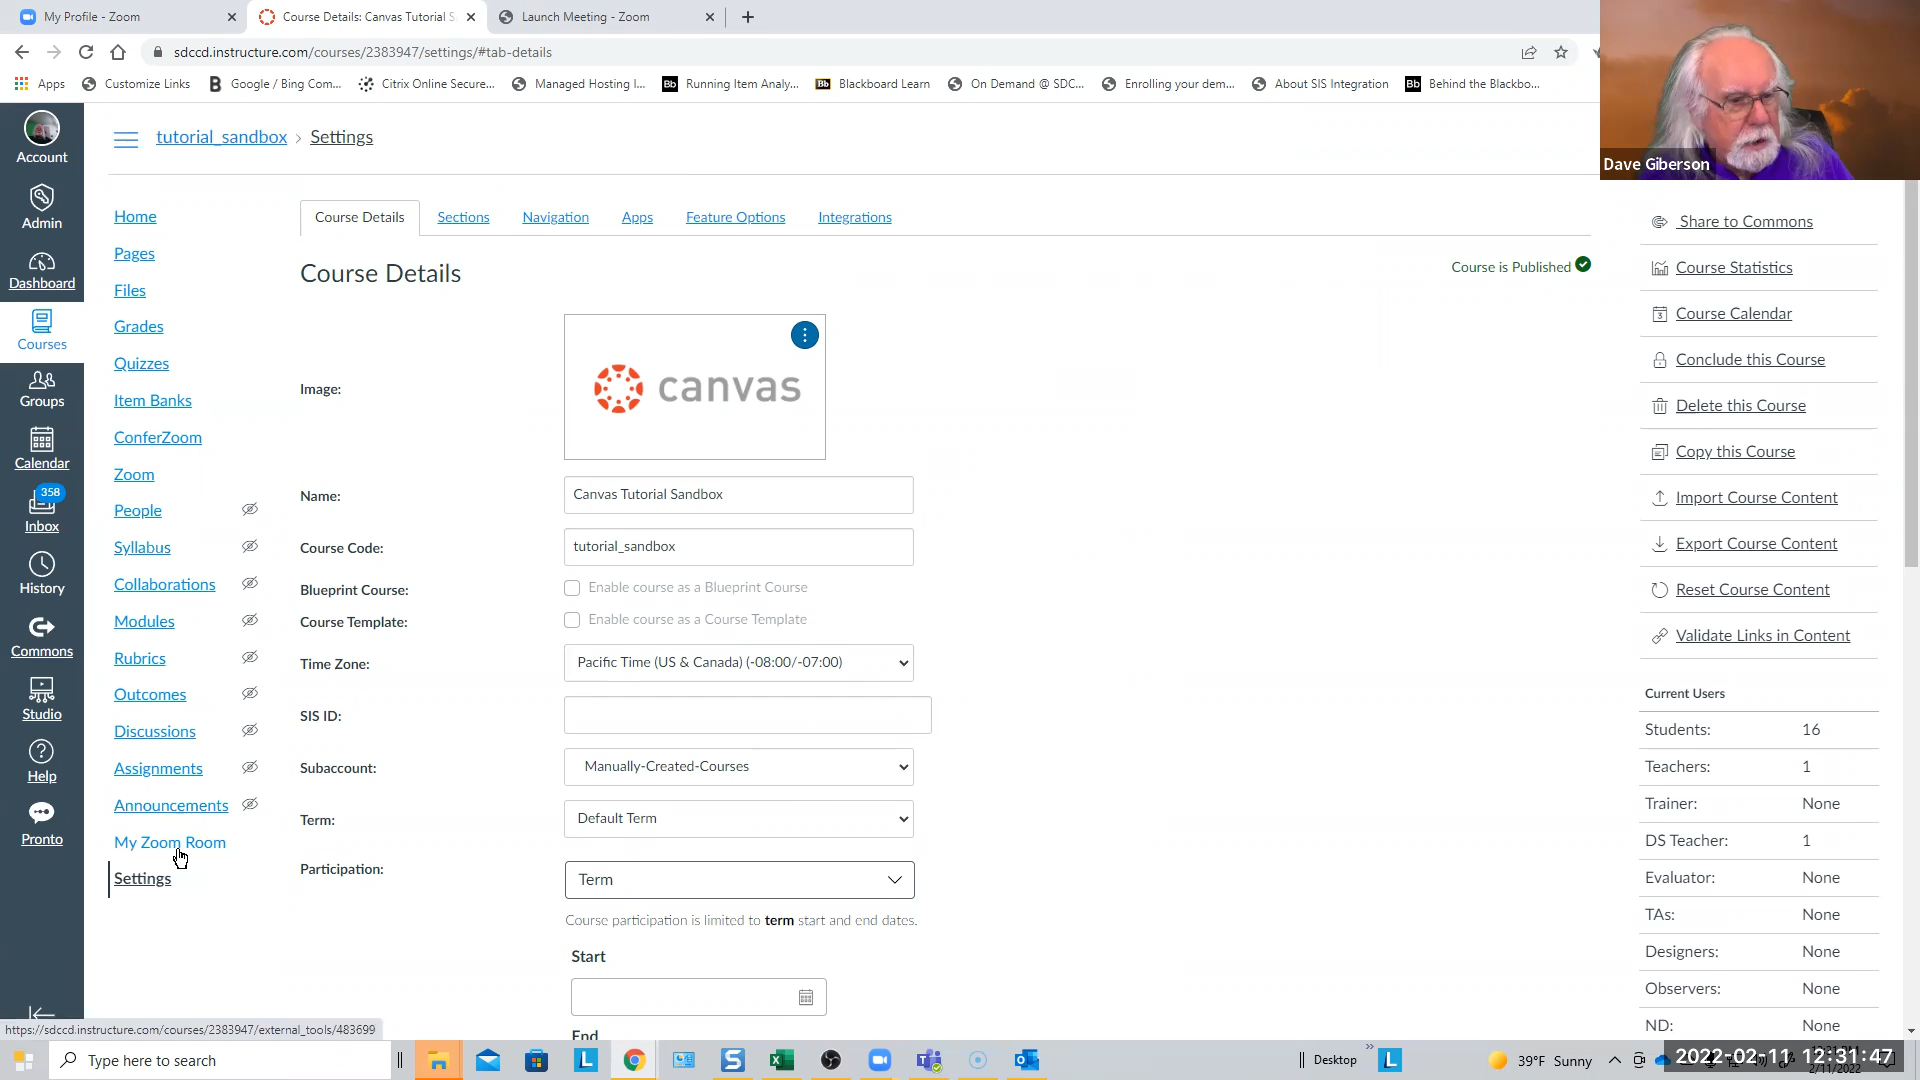 My Profile - Zoom
Course Details: Canvas Tutorial S
Launch Meeting - Zoom
sdccd.instructure.com/courses/2383947/settings/#tab-details
Apps
Customize Links
Google / Bing Com...
Citrix Online Secure...
Managed Hosting I...
Running Item Analy...
Blackboard Learn
On Demand @ SDC...
Enrolling your dem...
About SIS Integration
Behind the Blackbo...
Dave Giberson
Account
Admin
Dashboard
Courses
Groups
Calendar
358
Inbox
History
Commons
Studio
Help
Pronto
tutorial_sandbox › Settings
Home
Pages
Files
Grades
Quizzes
Item Banks
ConferZoom
Zoom
People
Syllabus
Collaborations
Modules
Rubrics
Outcomes
Discussions
Assignments
Announcements
My Zoom Room
Settings
Course Details
Sections
Navigation
Apps
Feature Options
Integrations
Course Details
Course is Published
Image:
canvas
Name:
Canvas Tutorial Sandbox
Course Code:
tutorial_sandbox
Blueprint Course:
Enable course as a Blueprint Course
Course Template:
Enable course as a Course Template
Time Zone:
Pacific Time (US & Canada) (-08:00/-07:00)
SIS ID:
Subaccount:
Manually-Created-Courses
Term:
Default Term
Participation:
Term
Course participation is limited to term start and end dates.
Start
End
Share to Commons
Course Statistics
Course Calendar
Conclude this Course
Delete this Course
Copy this Course
Import Course Content
Export Course Content
Reset Course Content
Validate Links in Content
Current Users
Students: 16
Teachers: 1
Trainer: None
DS Teacher: 1
Evaluator: None
TAs: None
Designers: None
Observers: None
ND: None
https://sdccd.instructure.com/courses/2383947/external_tools/483699
Type here to search
Desktop
39°F Sunny
2022-02-11 12:31:47
2/11/2022